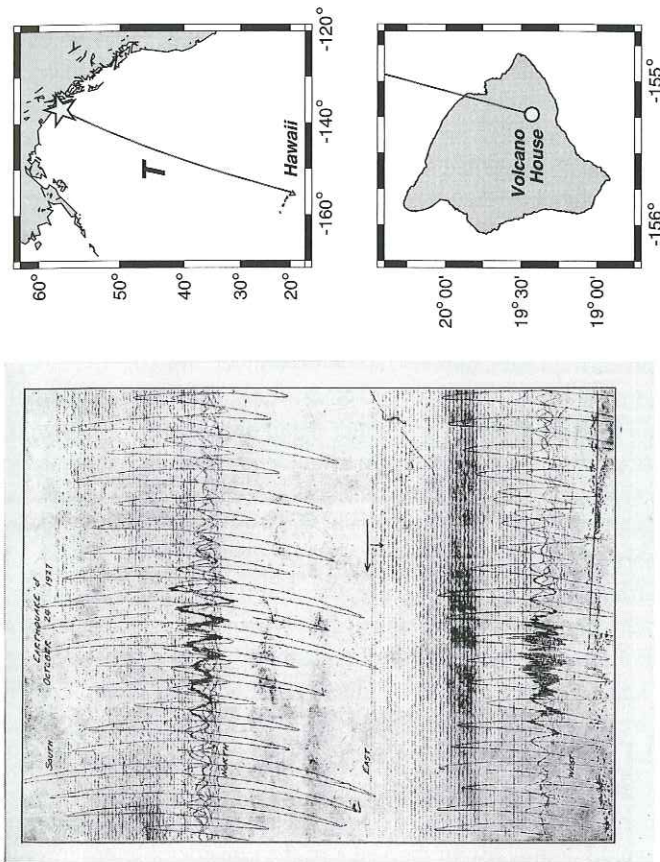 EARTHQUAKE of
OCTOBER 24 1927
SOUTH
NORTH
EAST
WEST
60°
50°
40°
30°
20°
-160°
-140°
-120°
T
Hawaii
20° 00'
19° 30'
19° 00'
-156°
-155°
Volcano
House